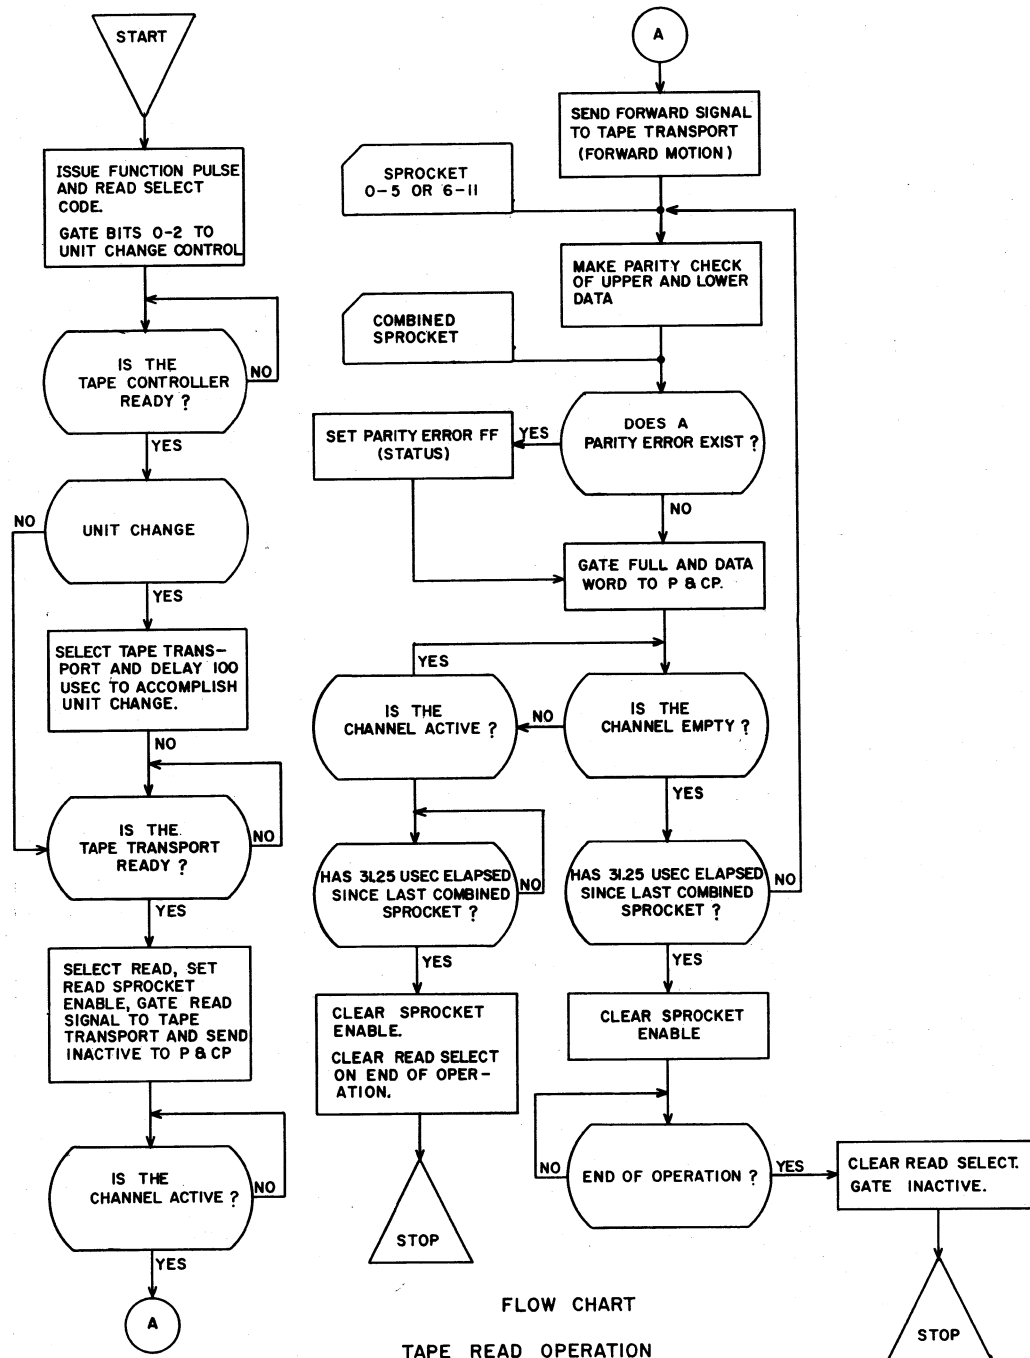 START
ISSUE FUNCTION PULSE
AND READ SELECT
CODE.
GATE BITS 0-2 TO
UNIT CHANGE CONTROL
IS THE
TAPE CONTROLLER
READY ?
NO
YES
UNIT CHANGE
NO
YES
SELECT TAPE TRANS-
PORT AND DELAY 100
USEC TO ACCOMPLISH
UNIT CHANGE.
NO
IS THE
TAPE TRANSPORT
READY ?
NO
YES
SELECT READ, SET
READ SPROCKET
ENABLE, GATE READ
SIGNAL TO TAPE
TRANSPORT AND SEND
INACTIVE TO P & CP
IS THE
CHANNEL ACTIVE ?
NO
YES
A
A
SEND FORWARD SIGNAL
TO TAPE TRANSPORT
(FORWARD MOTION)
SPROCKET
0-5 OR 6-11
MAKE PARITY CHECK
OF UPPER AND LOWER
DATA
COMBINED
SPROCKET
DOES A
PARITY ERROR EXIST ?
YES
SET PARITY ERROR FF
(STATUS)
NO
GATE FULL AND DATA
WORD TO P & CP.
YES
IS THE
CHANNEL ACTIVE ?
NO
IS THE
CHANNEL EMPTY ?
YES
HAS 31.25 USEC ELAPSED
SINCE LAST COMBINED
SPROCKET ?
NO
HAS 31.25 USEC ELAPSED
SINCE LAST COMBINED
SPROCKET ?
NO
YES
YES
CLEAR SPROCKET
ENABLE.
CLEAR READ SELECT
ON END OF OPER-
ATION.
CLEAR SPROCKET
ENABLE
STOP
NO
END OF OPERATION ?
YES
CLEAR READ SELECT.
GATE INACTIVE.
STOP
FLOW CHART
TAPE READ OPERATION